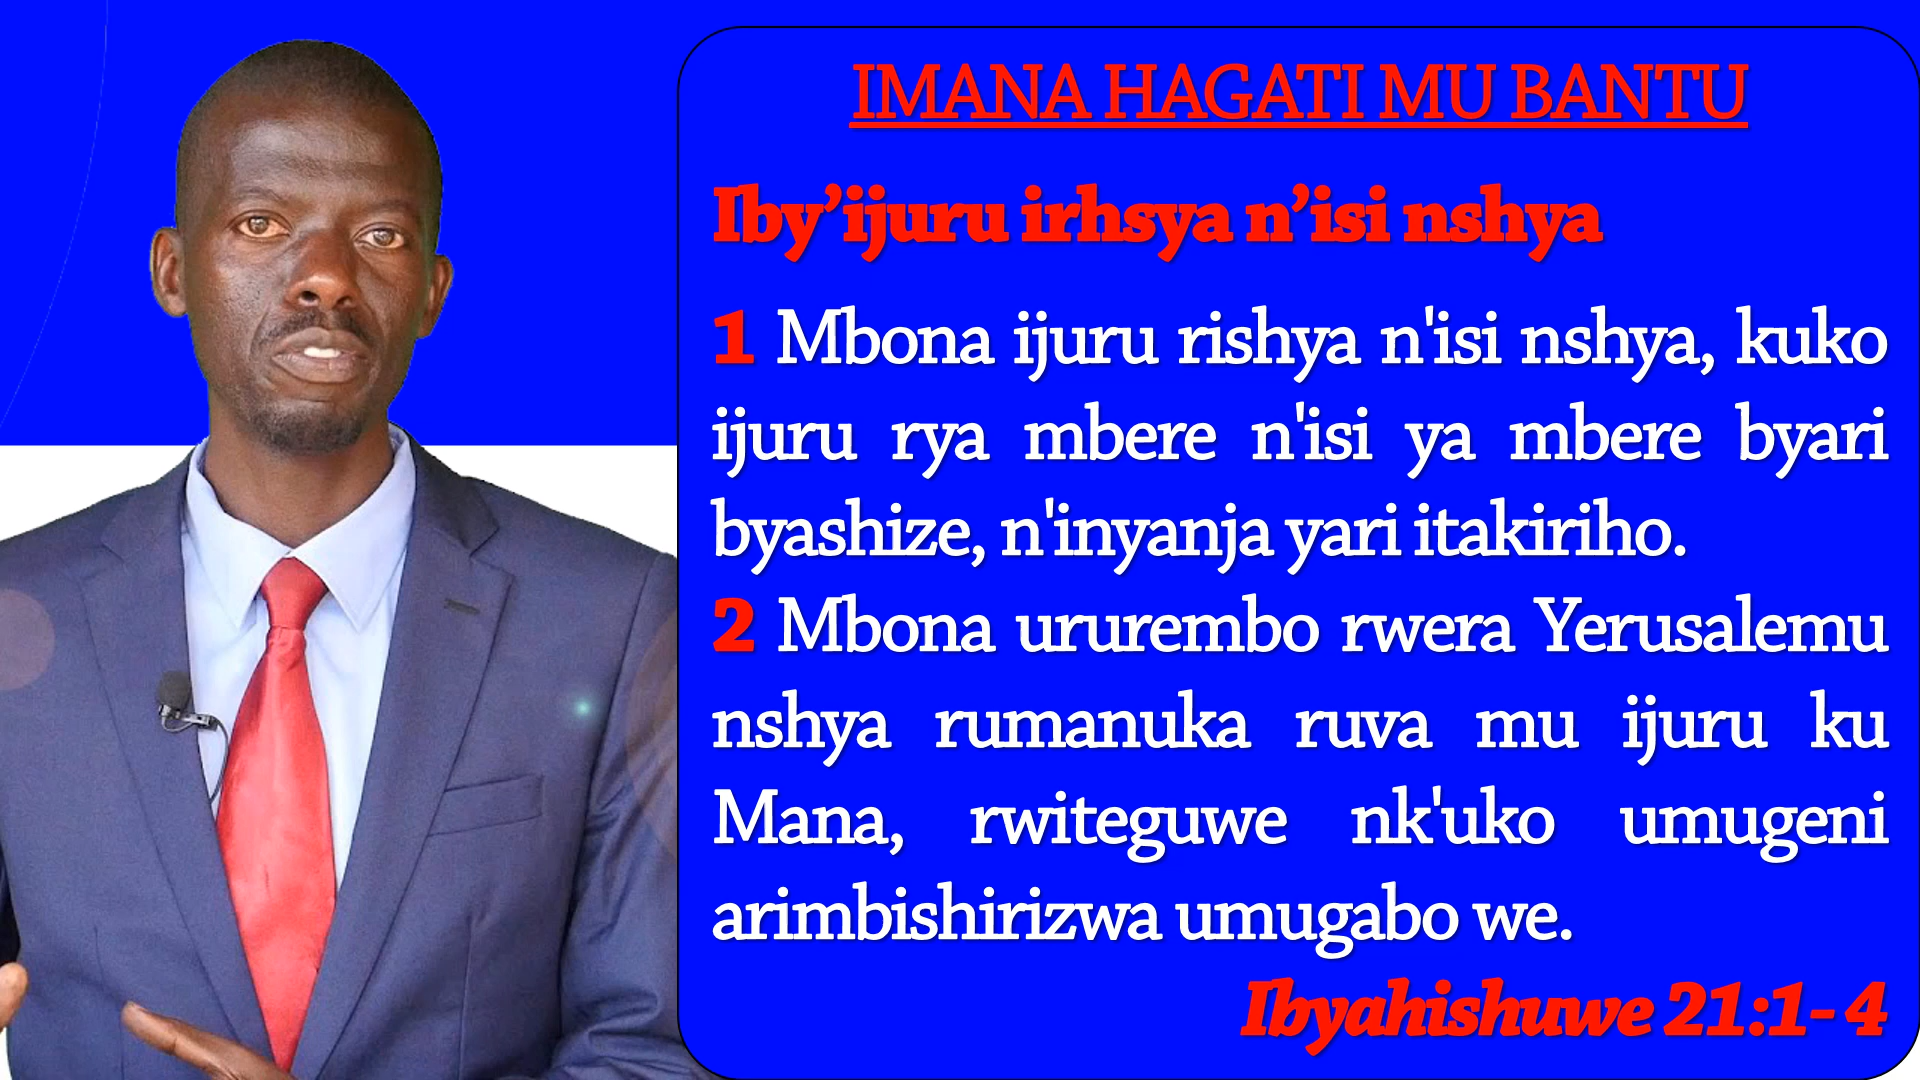 IMANA HAGATI MU BANTU
Iby’ijuru irhsya n’isi nshya
1 Mbona ijuru rishya n'isi nshya, kuko
ijuru rya mbere n'isi ya mbere byari
byashize, n'inyanja yari itakiriho.
2 Mbona ururembo rwera Yerusalemu
nshya rumanuka ruva mu ijuru ku
Mana, rwiteguwe nk'uko umugeni
arimbishirizwa umugabo we.
Ibyahishuwe 21:1-4